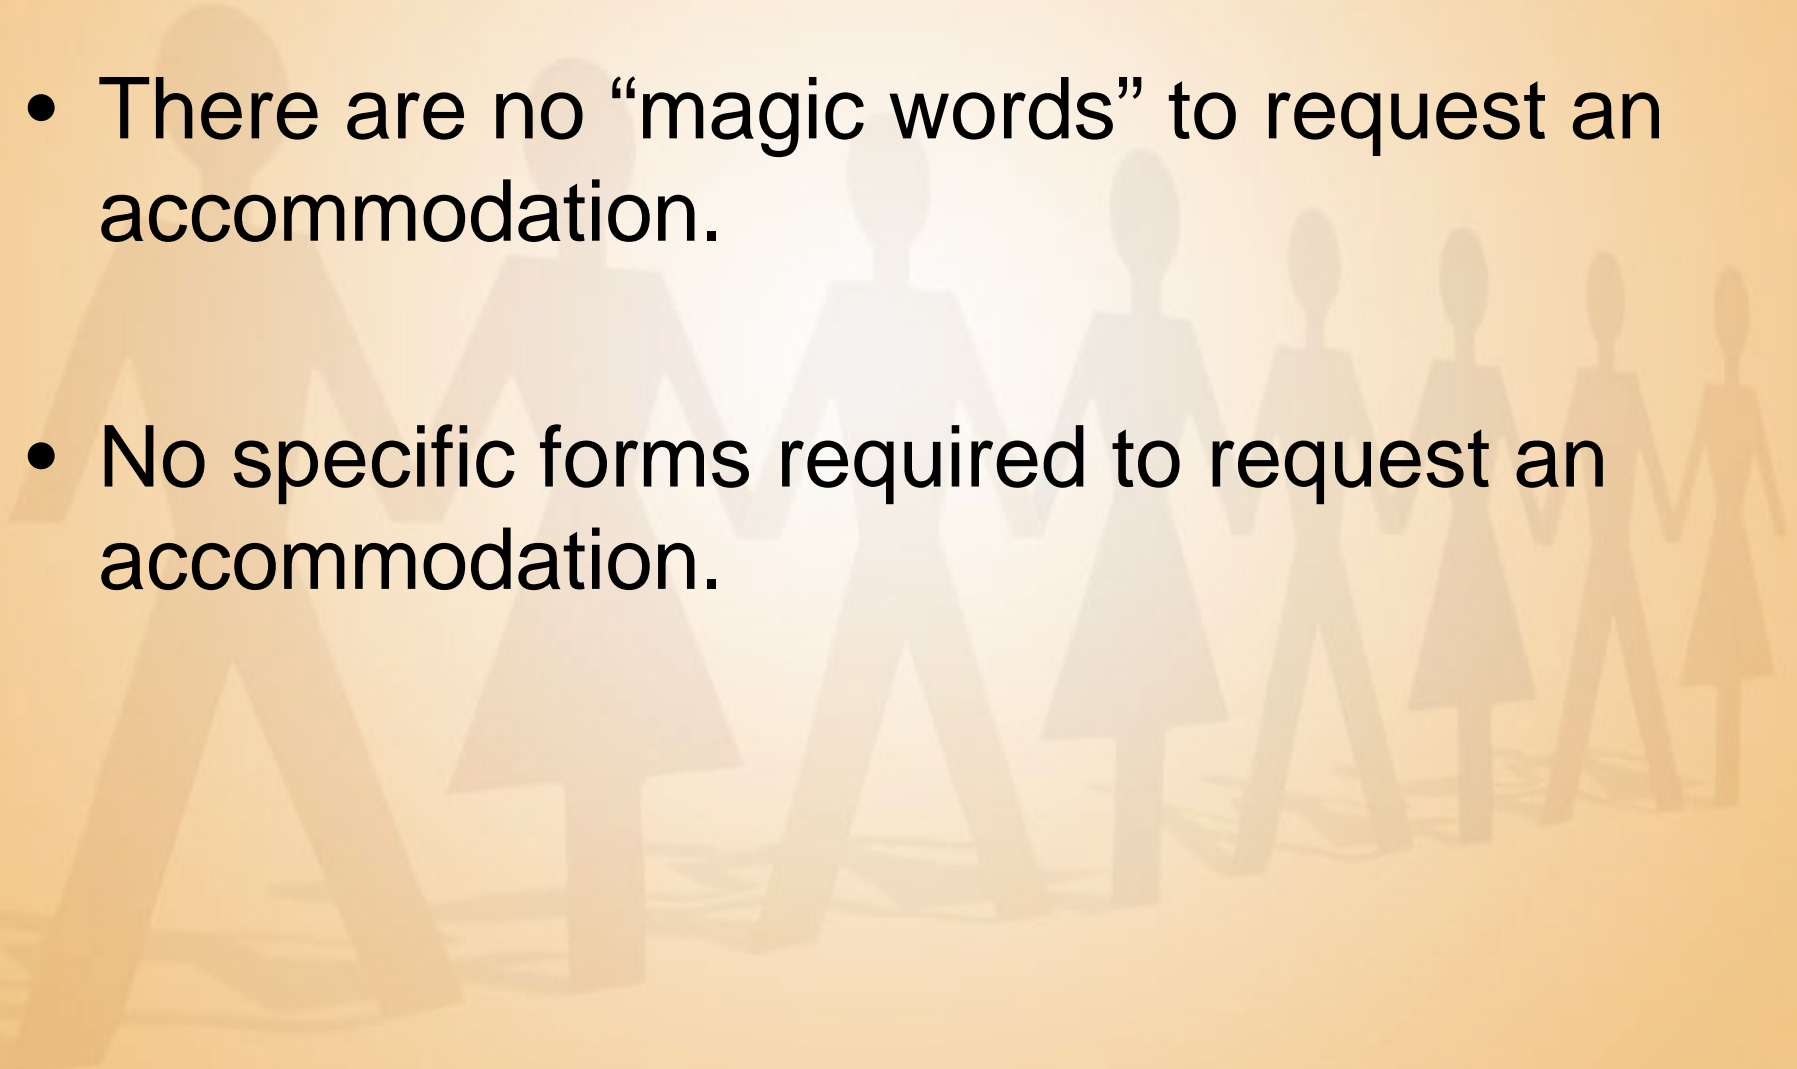 • There are no “magic words” to request an
accommodation.
• No specific forms required to request an
accommodation.